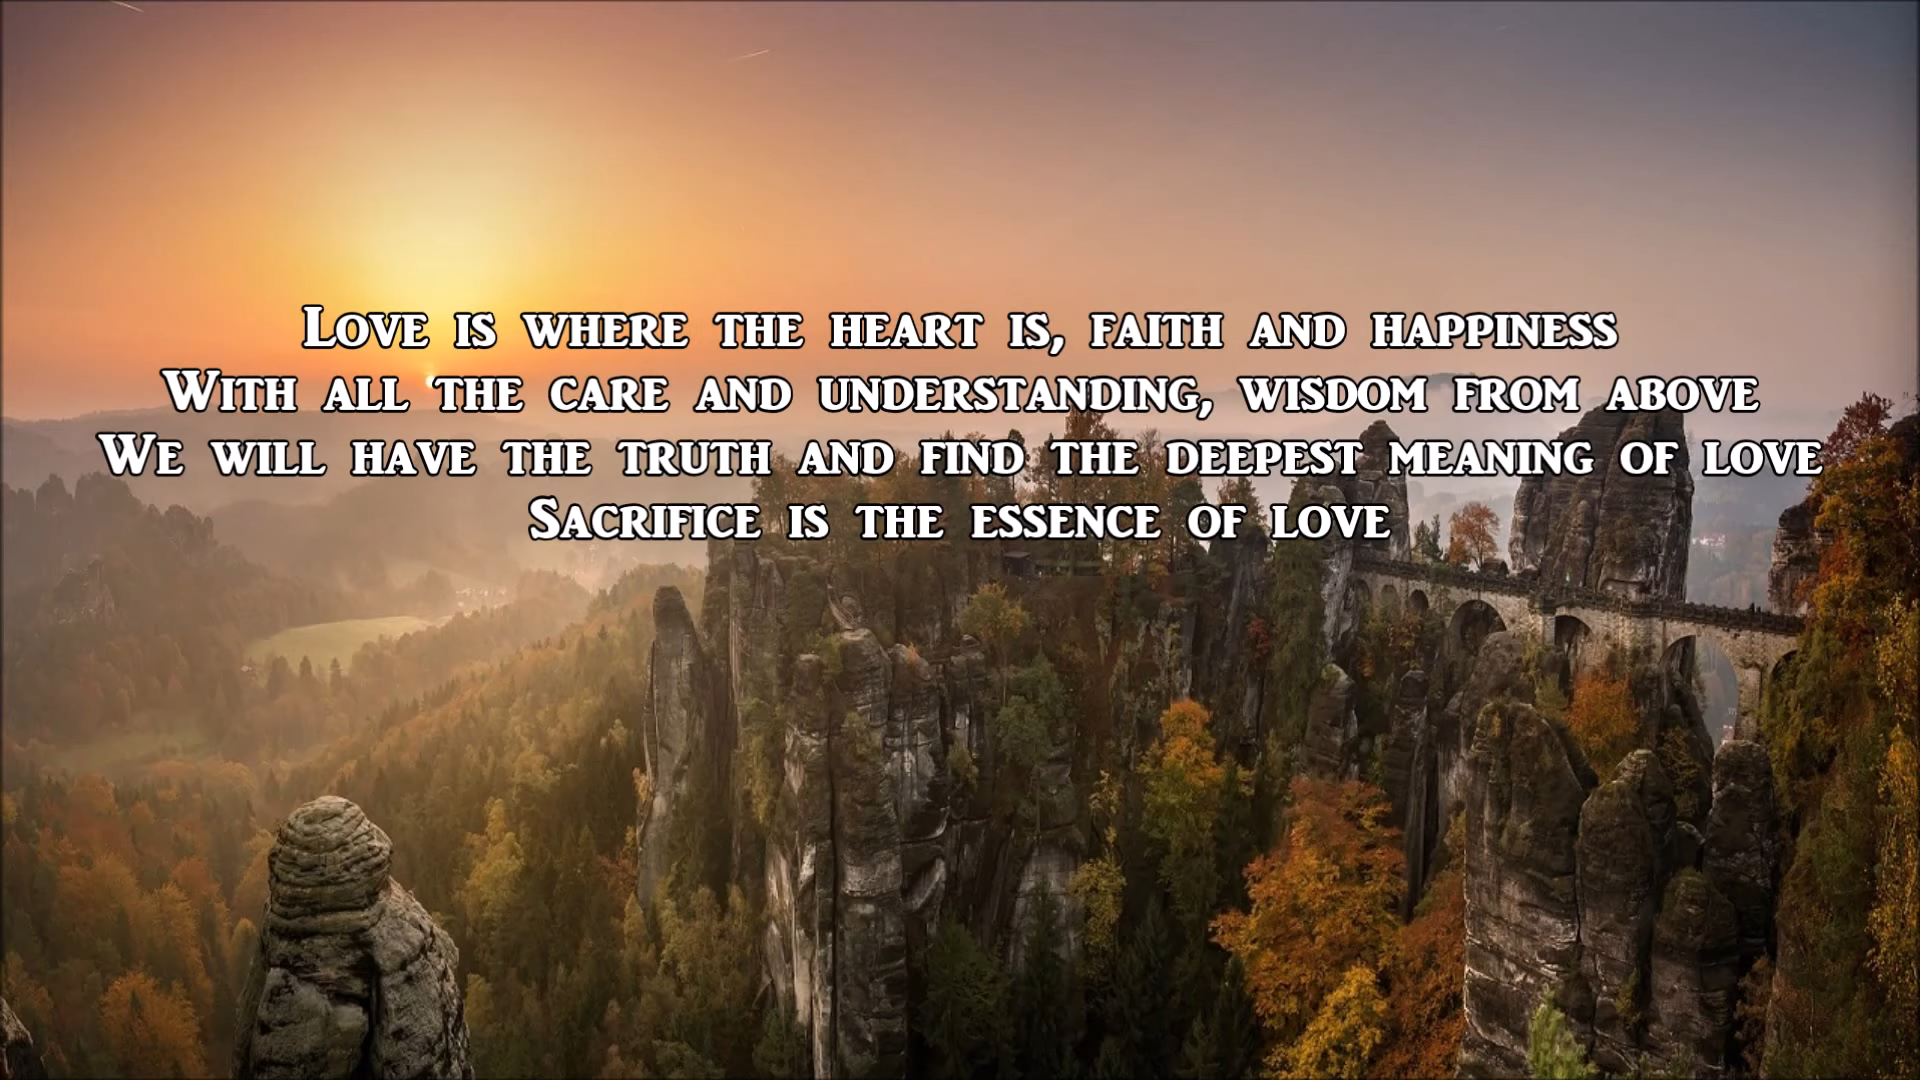 Love is where the heart is, faith and happiness
With all the care and understanding, wisdom from above
We will have the truth and find the deepest meaning of love
Sacrifice is the essence of love